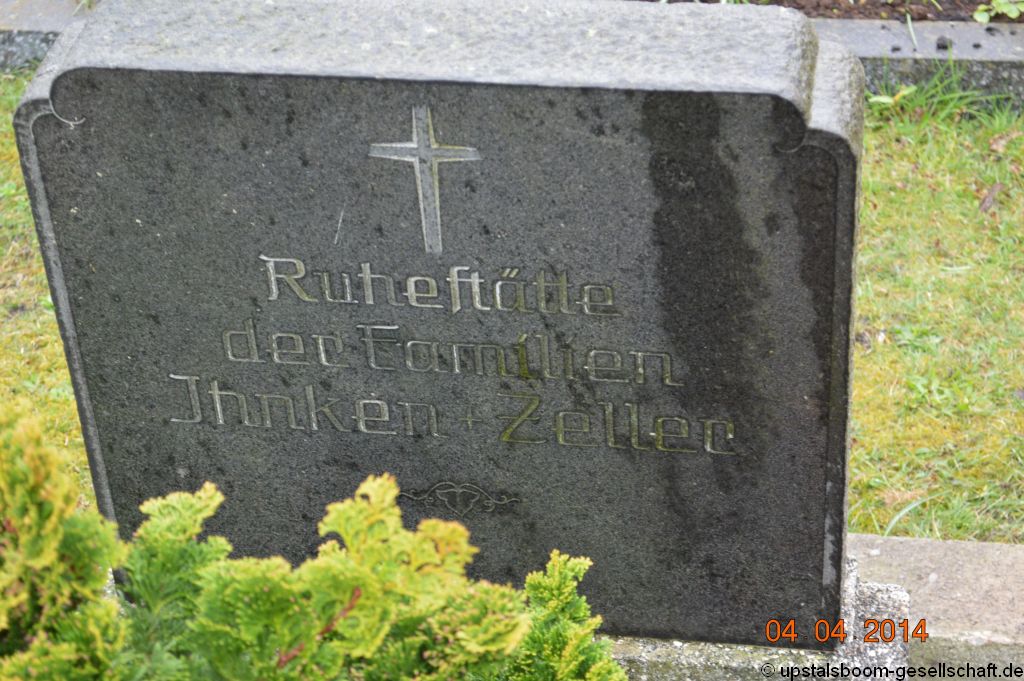 Ruhestätte
der Familien
Ihnken + Zeller
04 04 2014
© upstalsboom-gesellschaft.de